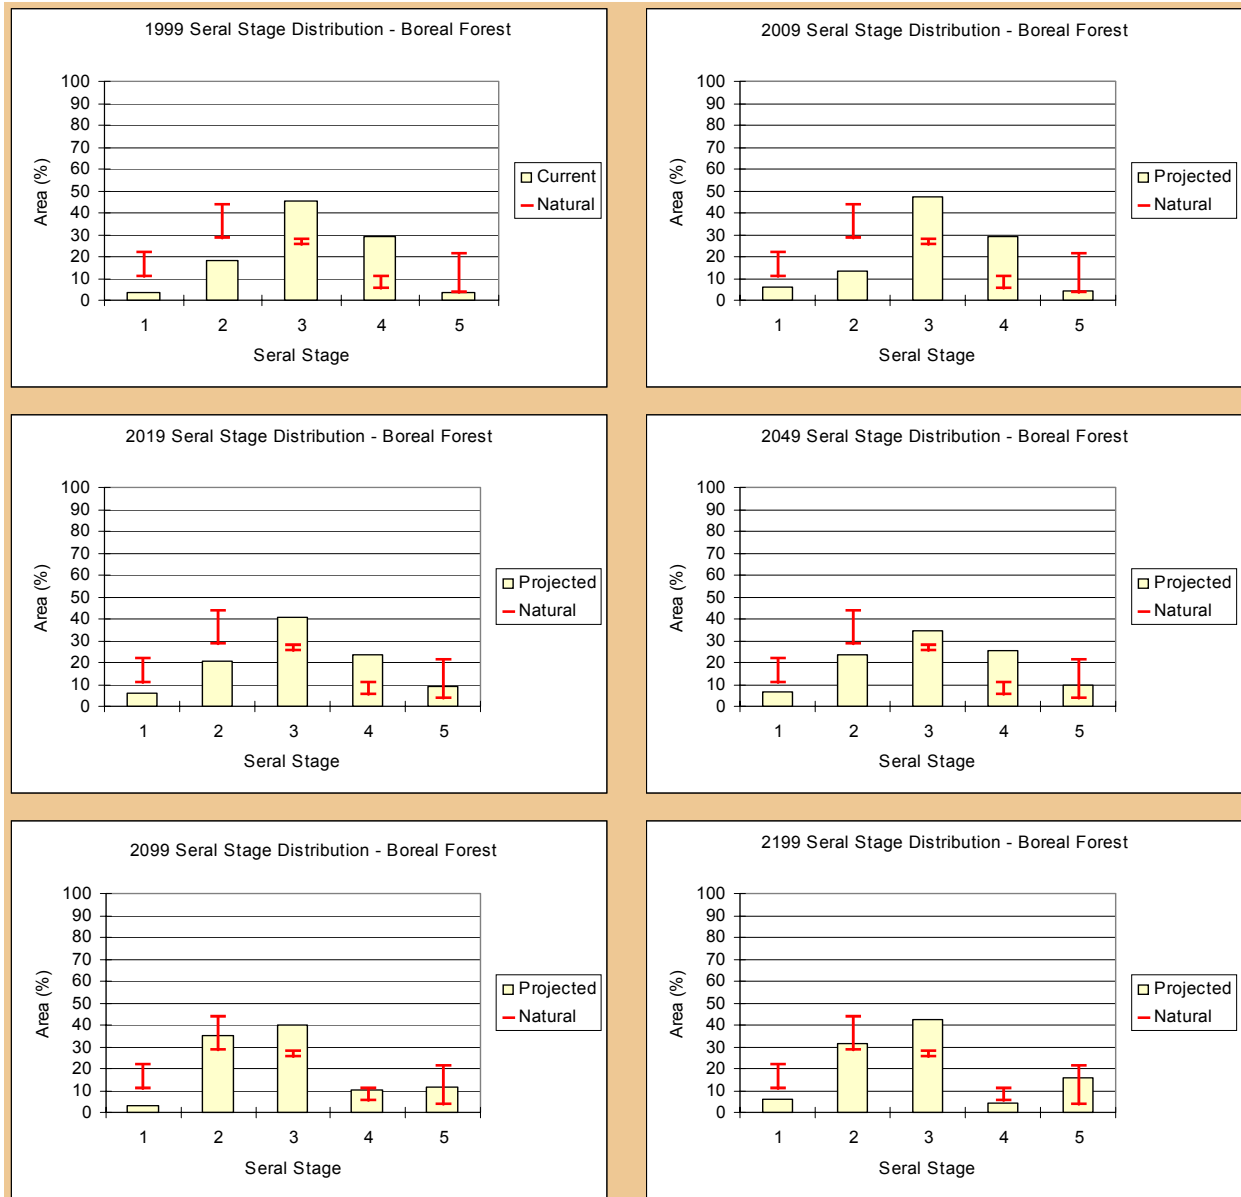 1999 Seral Stage Distribution - Boreal Forest
100
90
80
70
60
50
40
30
20
10
0
Area (%)
1 2 3 4 5
Seral Stage
Current
Natural
2009 Seral Stage Distribution - Boreal Forest
100
90
80
70
60
50
40
30
20
10
0
Area (%)
1 2 3 4 5
Seral Stage
Projected
Natural
2019 Seral Stage Distribution - Boreal Forest
100
90
80
70
60
50
40
30
20
10
0
Area (%)
1 2 3 4 5
Seral Stage
Projected
Natural
2049 Seral Stage Distribution - Boreal Forest
100
90
80
70
60
50
40
30
20
10
0
Area (%)
1 2 3 4 5
Seral Stage
Projected
Natural
2099 Seral Stage Distribution - Boreal Forest
100
90
80
70
60
50
40
30
20
10
0
Area (%)
1 2 3 4 5
Seral Stage
Projected
Natural
2199 Seral Stage Distribution - Boreal Forest
100
90
80
70
60
50
40
30
20
10
0
Area (%)
1 2 3 4 5
Seral Stage
Projected
Natural